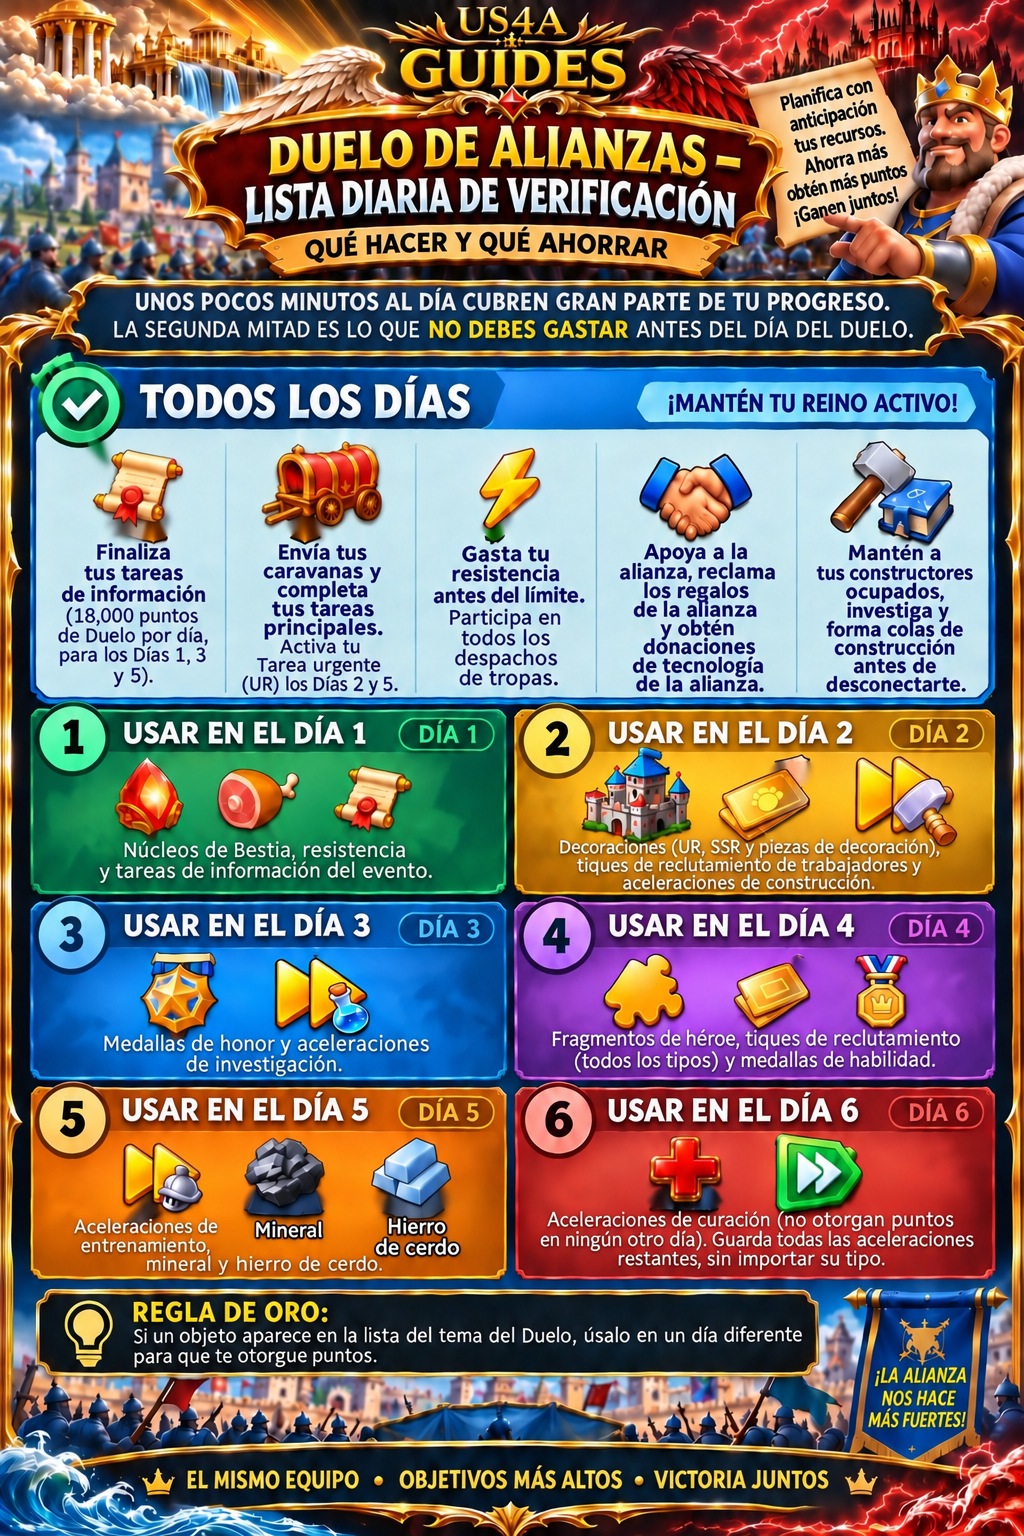 US4A
GUIDES
DUELO DE ALIANZAS –
LISTA DIARIA DE VERIFICACIÓN
QUÉ HACER Y QUÉ AHORRAR
Planifica con
anticipación
tus recursos.
Ahorra más
obtén más puntos
¡Ganen juntos!
UNOS POCOS MINUTOS AL DÍA CUBREN GRAN PARTE DE TU PROGRESO.
LA SEGUNDA MITAD ES LO QUE NO DEBES GASTAR ANTES DEL DÍA DEL DUELO.
TODOS LOS DÍAS
¡MANTÉN TU REINO ACTIVO!
Finaliza
tus tareas
de información
(18,000 puntos
de Duelo por día,
para los Días 1, 3
y 5).
Envía tus
caravanas y
completa
tus tareas
principales.
Activa tu
Tarea urgente
(UR) los Días 2 y 5.
Gasta tu
resistencia
antes del límite.
Participa en
todos los
despachos
de tropas.
Apoya a la
alianza, reclama
los regalos
de la alianza
y obtén
donaciones
de tecnología
de la alianza.
Mantén a
tus constructores
ocupados,
investiga y
forma colas de
construcción
antes de
desconectarte.
1 USAR EN EL DÍA 1 DÍA 1
Núcleos de Bestia, resistencia
y tareas de información del evento.
2 USAR EN EL DÍA 2 DÍA 2
Decoraciones (UR, SSR y piezas de decoración),
tiques de reclutamiento de trabajadores y
aceleraciones de construcción.
3 USAR EN EL DÍA 3 DÍA 3
Medallas de honor y aceleraciones
de investigación.
4 USAR EN EL DÍA 4 DÍA 4
Fragmentos de héroe, tiques de reclutamiento
(todos los tipos) y medallas de habilidad.
5 USAR EN EL DÍA 5 DÍA 5
Mineral
Hierro
de cerdo
Aceleraciones de
entrenamiento,
mineral y hierro de cerdo.
6 USAR EN EL DÍA 6 DÍA 6
Aceleraciones de curación (no otorgan puntos
en ningún otro día). Guarda todas las aceleraciones
restantes, sin importar su tipo.
REGLA DE ORO:
Si un objeto aparece en la lista del tema del Duelo, úsalo en un día diferente
para que te otorgue puntos.
¡LA ALIANZA
NOS HACE
MÁS FUERTES!
EL MISMO EQUIPO • OBJETIVOS MÁS ALTOS • VICTORIA JUNTOS